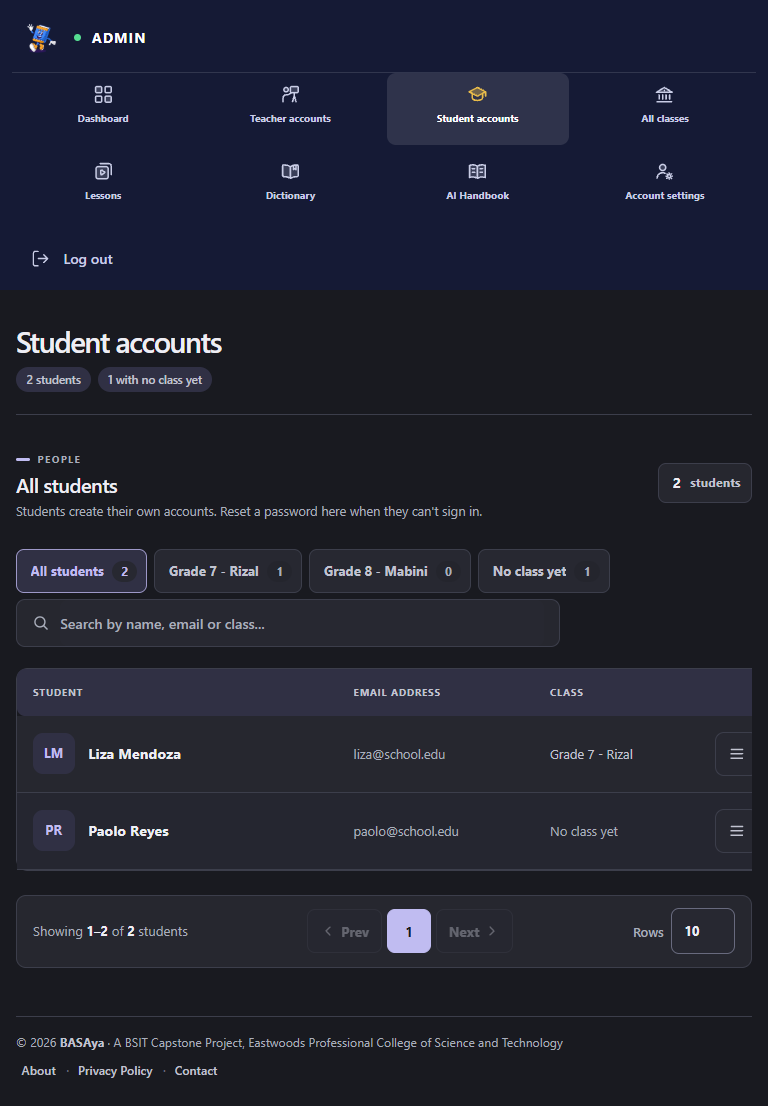 ADMIN
Dashboard
Teacher accounts
Student accounts
All classes
Lessons
Dictionary
AI Handbook
Account settings
Log out
Student accounts
2 students
1 with no class yet
PEOPLE
All students
2 students
Students create their own accounts. Reset a password here when they can't sign in.
All students 2
Grade 7 - Rizal 1
Grade 8 - Mabini 0
No class yet 1
Search by name, email or class...
STUDENT EMAIL ADDRESS CLASS
LM Liza Mendoza liza@school.edu Grade 7 - Rizal
PR Paolo Reyes paolo@school.edu No class yet
Showing 1–2 of 2 students
Prev 1 Next
Rows 10
© 2026 BASAya · A BSIT Capstone Project, Eastwoods Professional College of Science and Technology
About · Privacy Policy · Contact